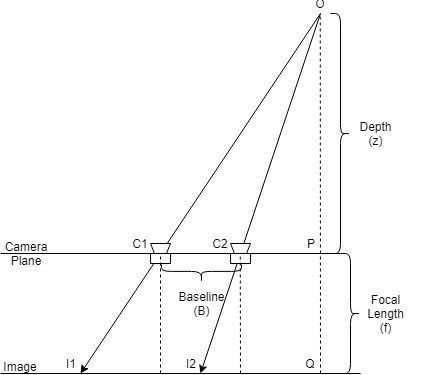 O
Depth
(z)
C1
C2
P
Camera
Plane
Baseline
(B)
Focal
Length
(f)
I1
I2
Q
Image